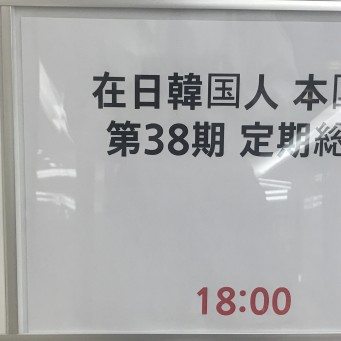 在日韓国人 本
第38期 定期総
18:00